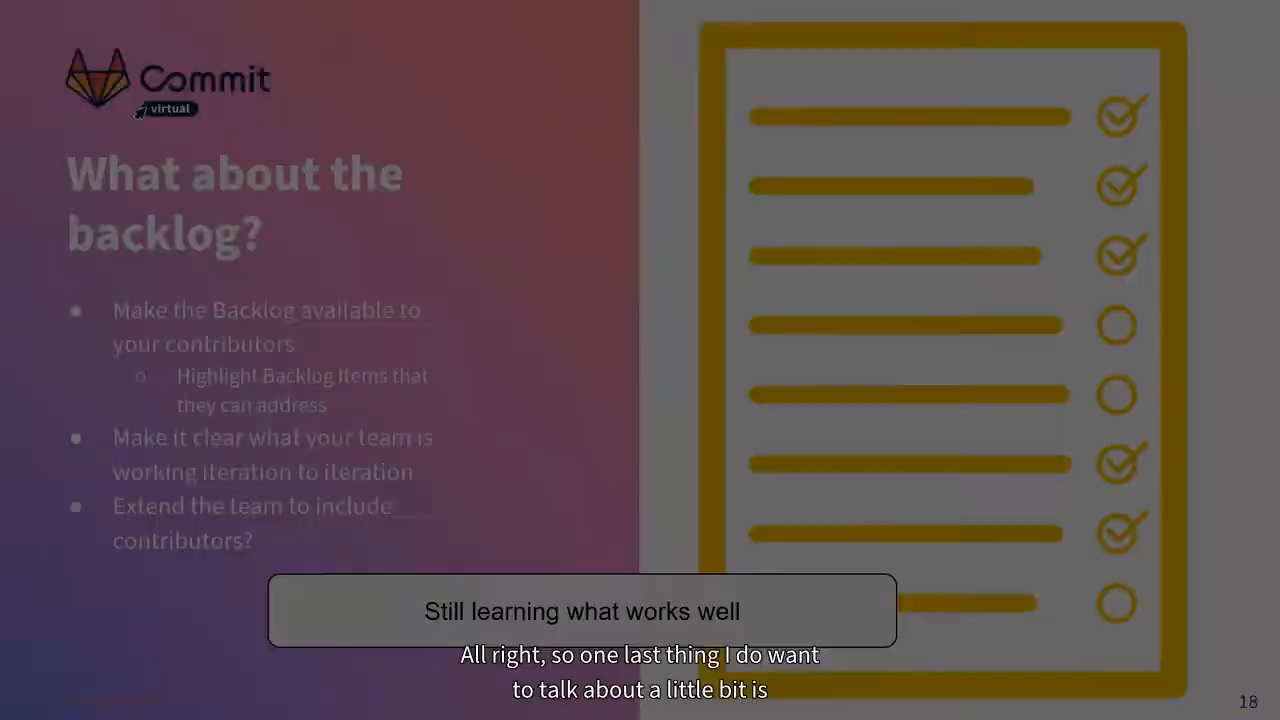 Commit
virtual
What about the
backlog?
● Make the Backlog available to
your contributors
○ Highlight Backlog Items that
they can address
● Make it clear what your team is
working iteration to iteration
● Extend the team to include
contributors?
Still learning what works well
All right, so one last thing I do want
to talk about a little bit is
18